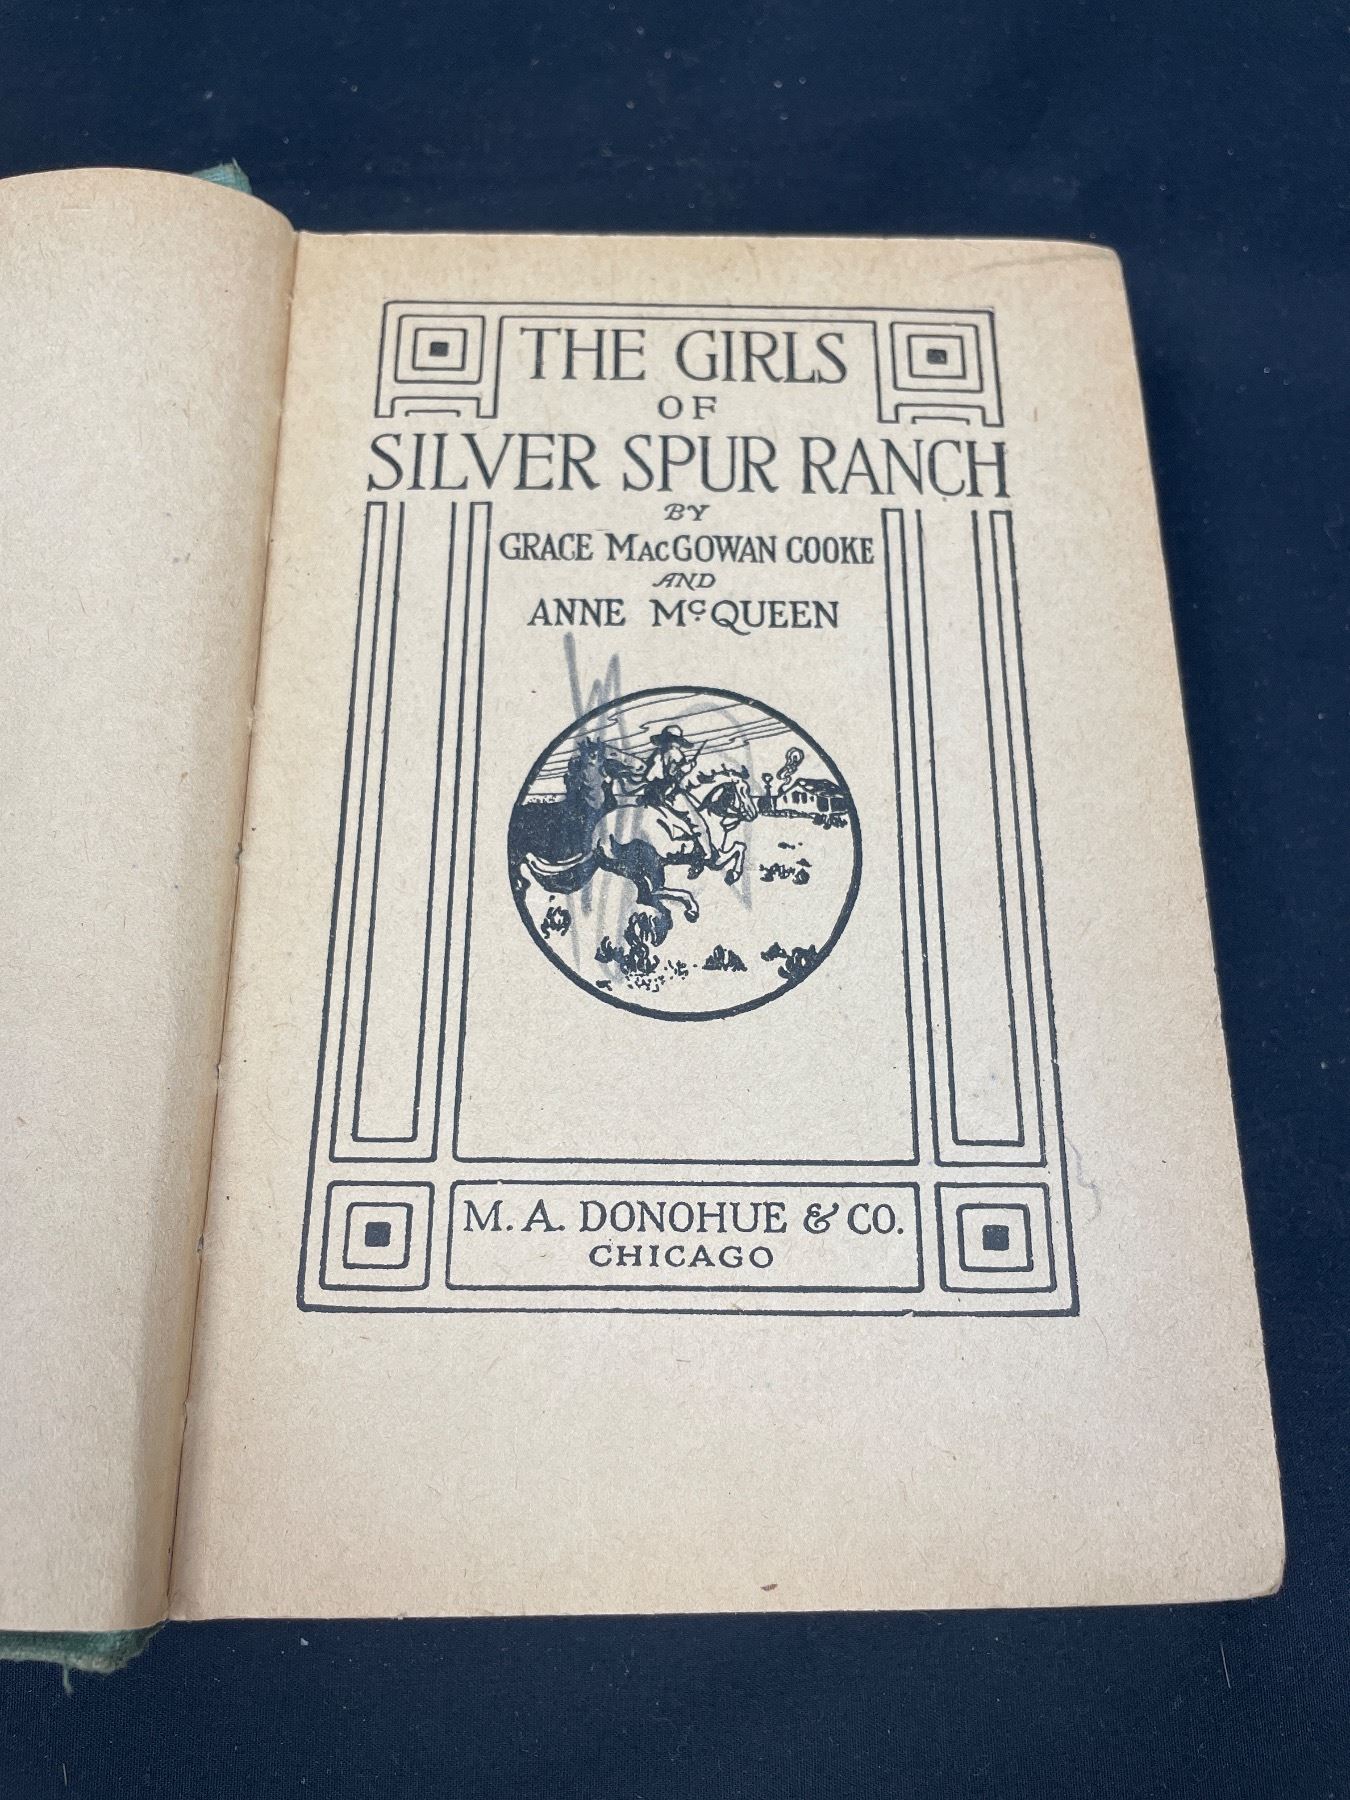 THE GIRLS
OF
SILVER SPUR RANCH
BY
GRACE MACGOWAN COOKE
AND
ANNE McQUEEN
M. A. DONOHUE & CO.
CHICAGO